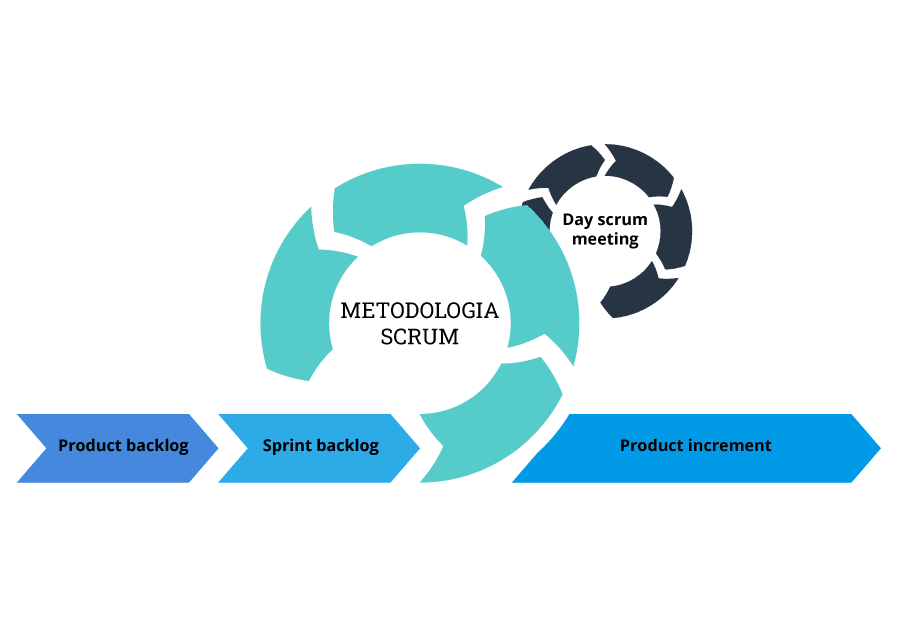 Day scrum
meeting
METODOLOGIA
SCRUM
Product backlog
Sprint backlog
Product increment